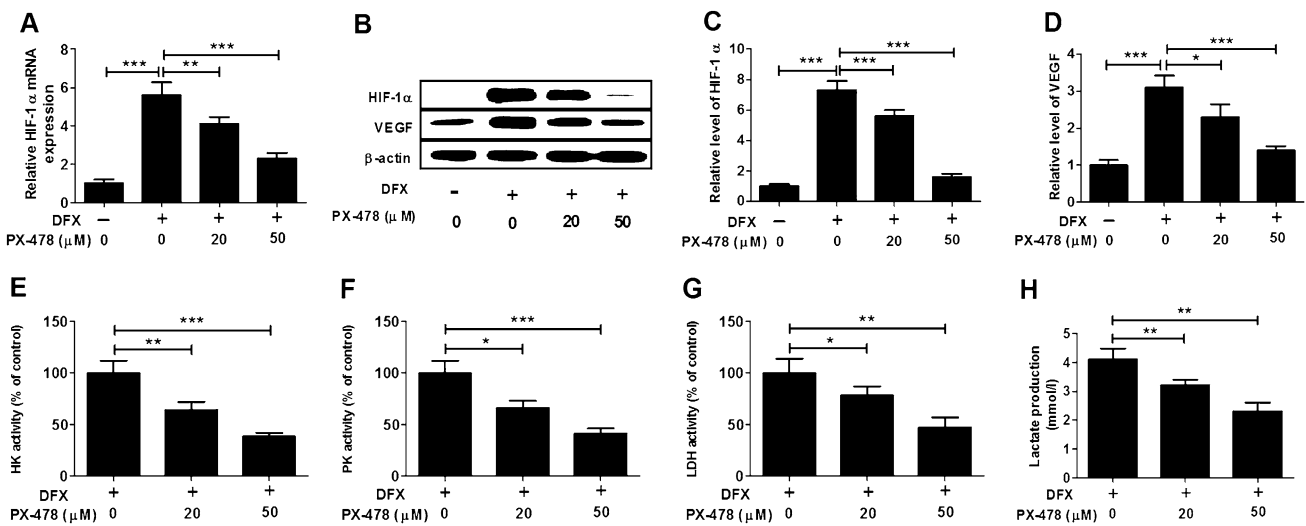 A
Relative HIF-1α mRNA
expression
8
6
4
2
0
***
***
**
DFX – + + +
PX-478 (μM) 0 0 20 50
B
HIF-1α
VEGF
β-actin
DFX – + + +
PX-478 (μM) 0 0 20 50
C
Relative level of HIF-1 α
10
8
6
4
2
0
***
***
***
DFX – + + +
PX-478 (μM) 0 0 20 50
D
Relative level of VEGF
4
3
2
1
0
***
***
*
DFX – + + +
PX-478 (μM) 0 0 20 50
E
HK activity (% of control)
150
100
50
0
***
**
DFX + + +
PX-478 (μM) 0 20 50
F
PK activity (% of control)
150
100
50
0
***
*
DFX + + +
PX-478 (μM) 0 20 50
G
LDH activity (% of control)
150
100
50
0
**
*
DFX + + +
PX-478 (μM) 0 20 50
H
Lactate production
(mmol/l)
5
4
3
2
1
0
**
**
DFX + + +
PX-478 (μM) 0 20 50